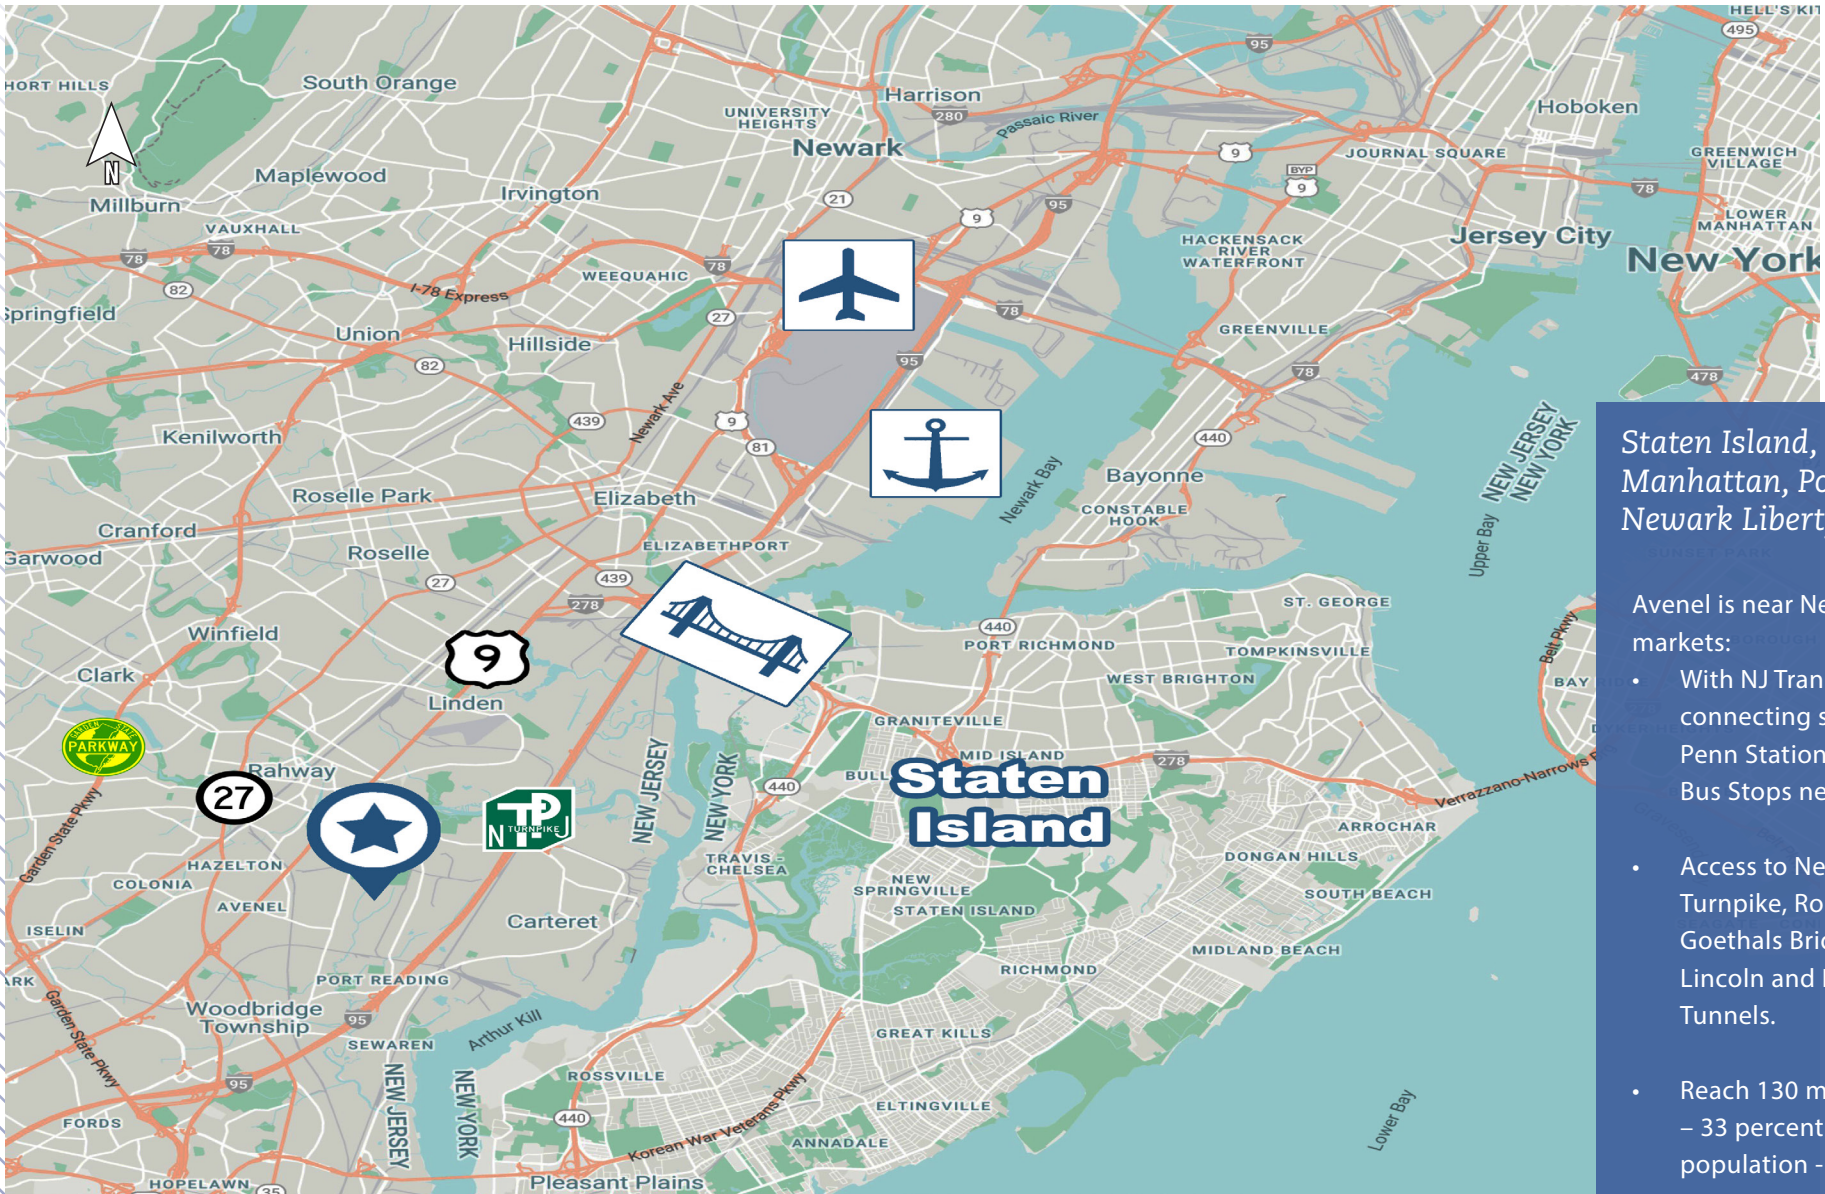 HELL'S KIT
495
95
HORT HILLS
South Orange
Harrison
UNIVERSITY
HEIGHTS
280
Passaic River
Hoboken
Newark
9
JOURNAL SQUARE
GREENWICH
VILLAGE
N
Maplewood
BYP
9
78
Millburn
Irvington
21
95
9
LOWER
MANHATTAN
VAUXHALL
78
78
HACKENSACK
RIVER
WATERFRONT
Jersey City
New York
WEEQUAHIC
78
82
I-78 Express
Springfield
27
78
Union
Hillside
GREENVILLE
82
95
78
478
Newark Ave
439
9
NEW JERSEY
NEW YORK
Kenilworth
81
440
Roselle Park
Elizabeth
Newark Bay
Bayonne
CONSTABLE
HOOK
Cranford
Garwood
Roselle
ELIZABETHPORT
Upper Bay
27
439
278
ST. GEORGE
440
PORT RICHMOND
TOMPKINSVILLE
Belt Pkwy
Winfield
9
Clark
Linden
WEST BRIGHTON
BAY RIDGE
GRANITEVILLE
PARKWAY
GARDEN STATE
MID ISLAND
278
Rahway
BULL
Staten
Island
440
Verrazzano-Narrows
27
N TP J
TURNPIKE
NEW JERSEY
NEW YORK
ARROCHAR
Garden State Pkwy
HAZELTON
TRAVIS -
CHELSEA
DONGAN HILLS
COLONIA
NEW
SPRINGVILLE
SOUTH BEACH
AVENEL
STATEN ISLAND
ISELIN
Carteret
MIDLAND BEACH
ARK
PORT READING
RICHMOND
Garden State Pkwy
Woodbridge
Township
95
Arthur Kill
GREAT KILLS
SEWAREN
95
NEW JERSEY
NEW YORK
ROSSVILLE
Korean War Veterans Pkwy
ELTINGVILLE
FORDS
440
ANNADALE
Lower Bay
HOPELAWN
35
Pleasant Plains
Staten Island,
Manhattan, Po
Newark Libert
Avenel is near Ne
markets:
• With NJ Tran
connecting s
Penn Station
Bus Stops ne
• Access to Ne
Turnpike, Ro
Goethals Bri
Lincoln and
Tunnels.
• Reach 130 m
– 33 percent
population -